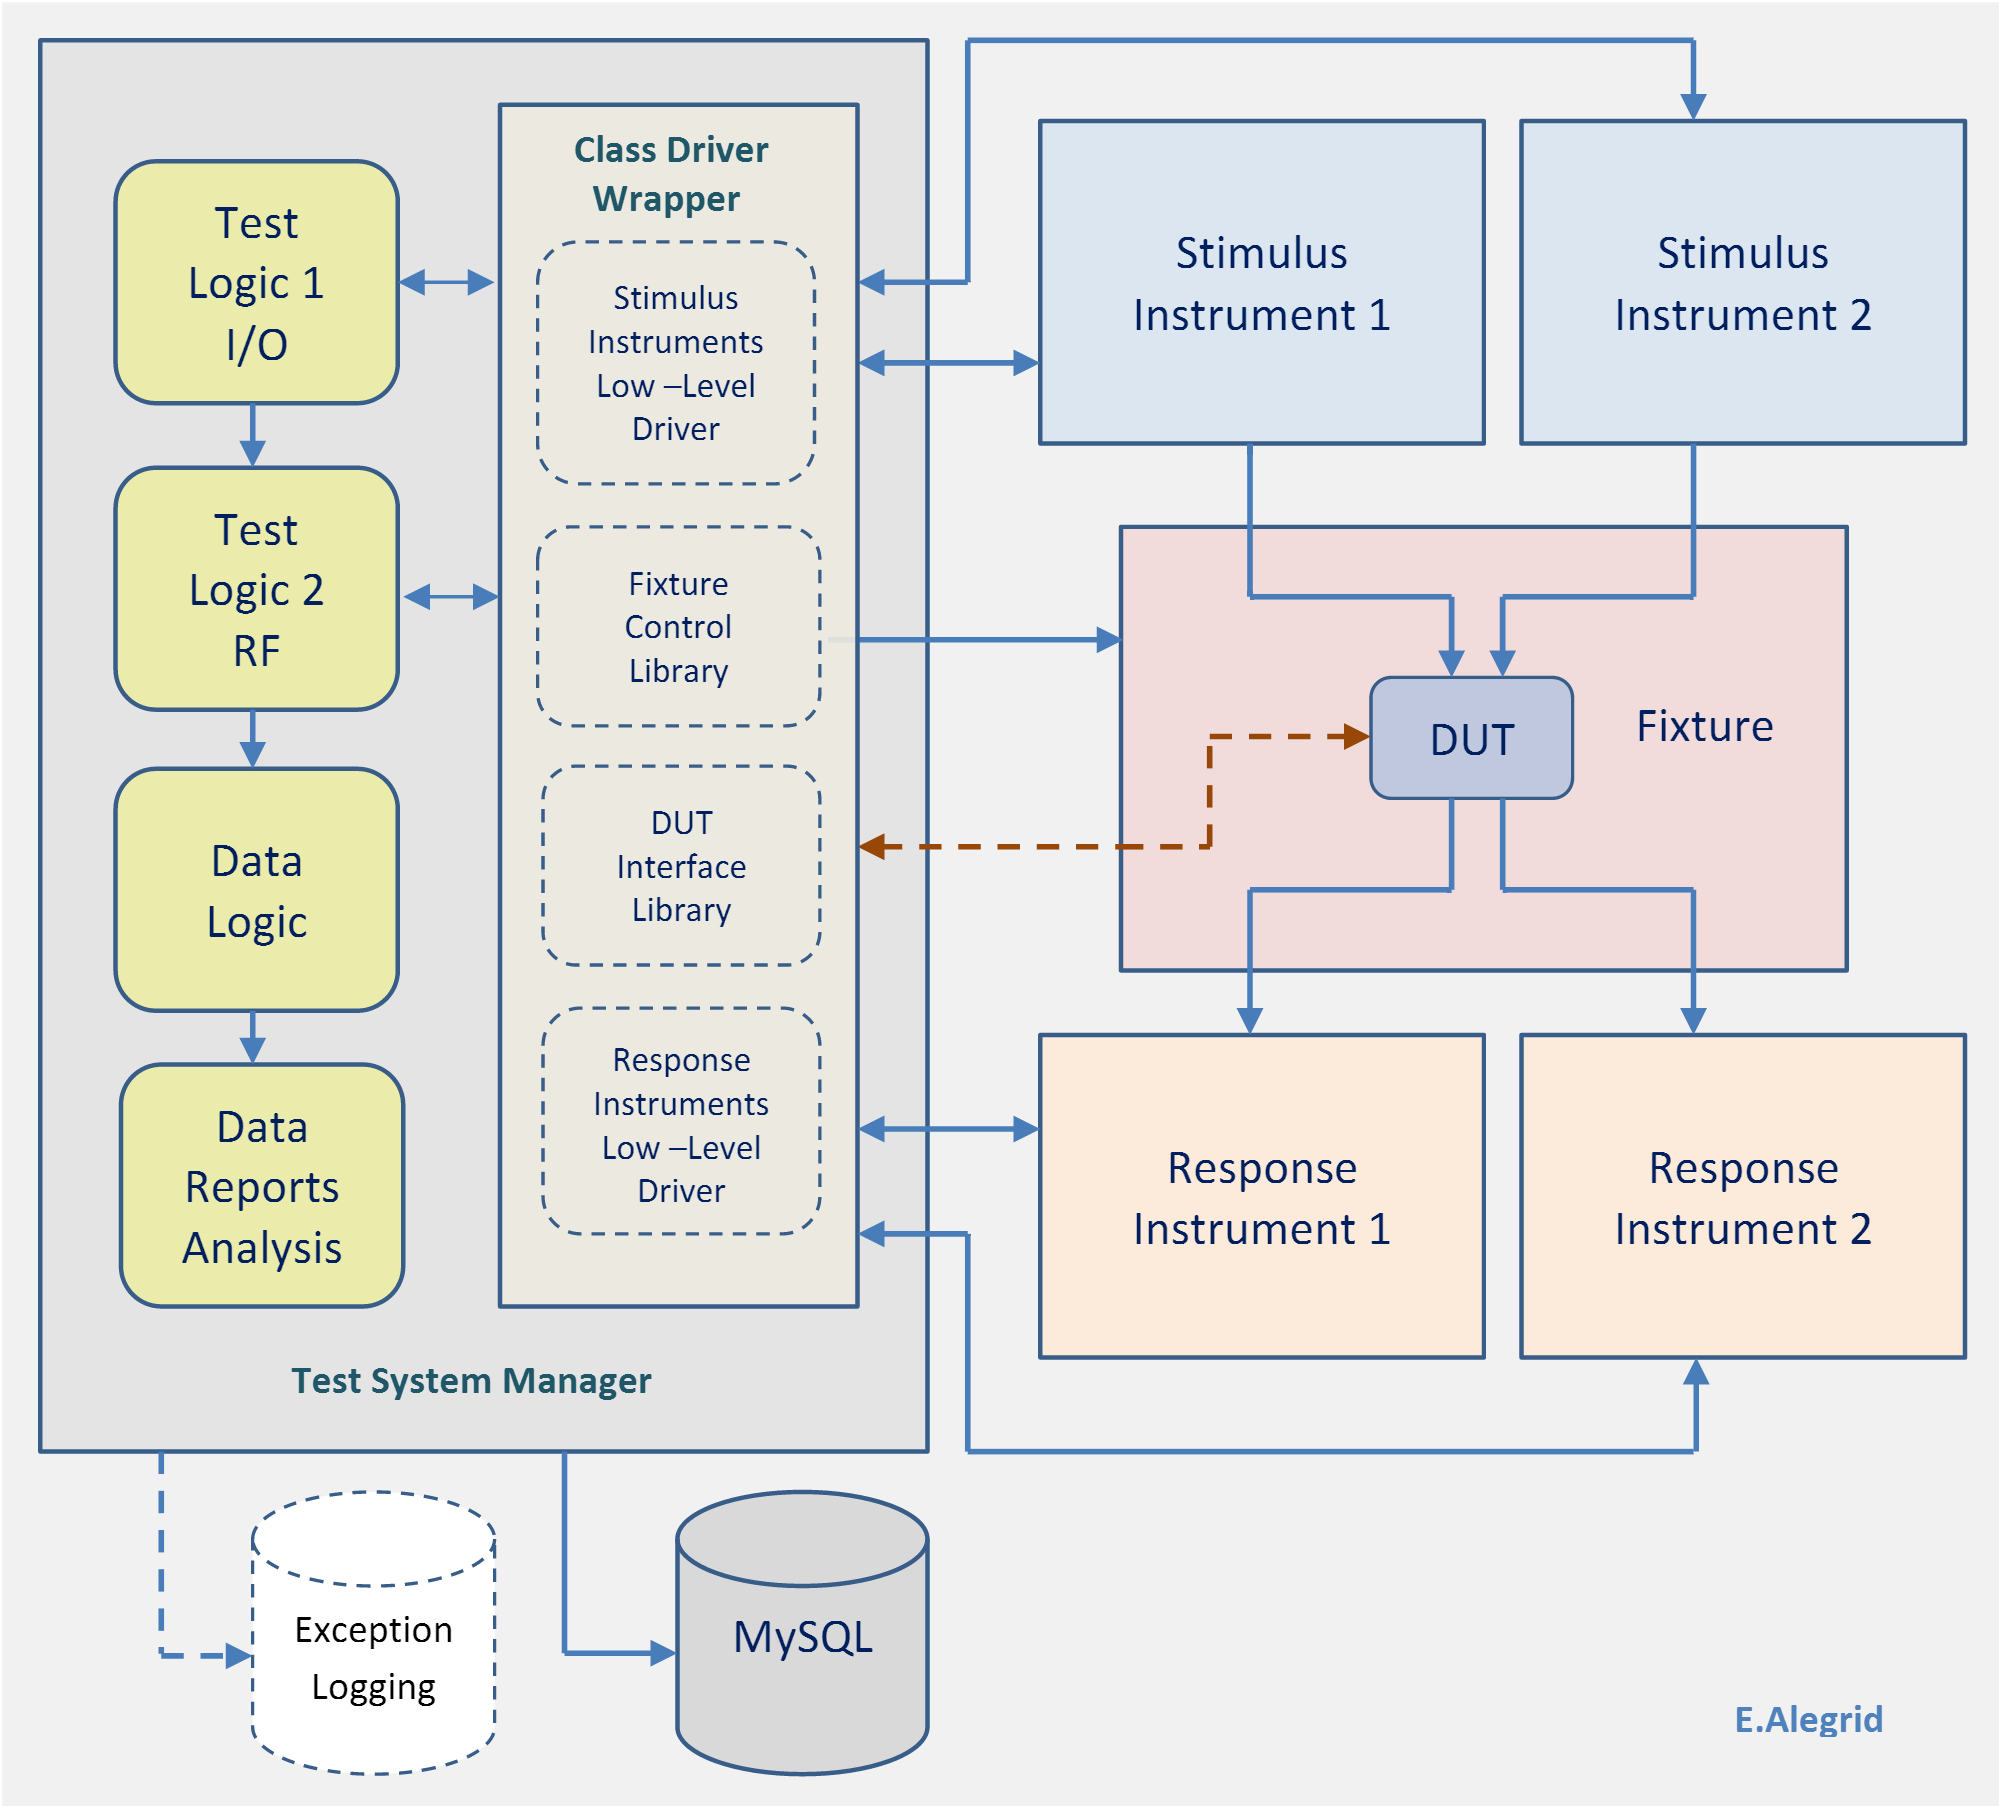 Class Driver
Wrapper
Test
Logic 1
I/O
Stimulus
Instruments
Low –Level
Driver
Stimulus
Instrument 1
Stimulus
Instrument 2
Test
Logic 2
RF
Fixture
Control
Library
DUT
Fixture
Data
Logic
DUT
Interface
Library
Data
Reports
Analysis
Response
Instruments
Low –Level
Driver
Response
Instrument 1
Response
Instrument 2
Test System Manager
Exception
Logging
MySQL
E.Alegrid